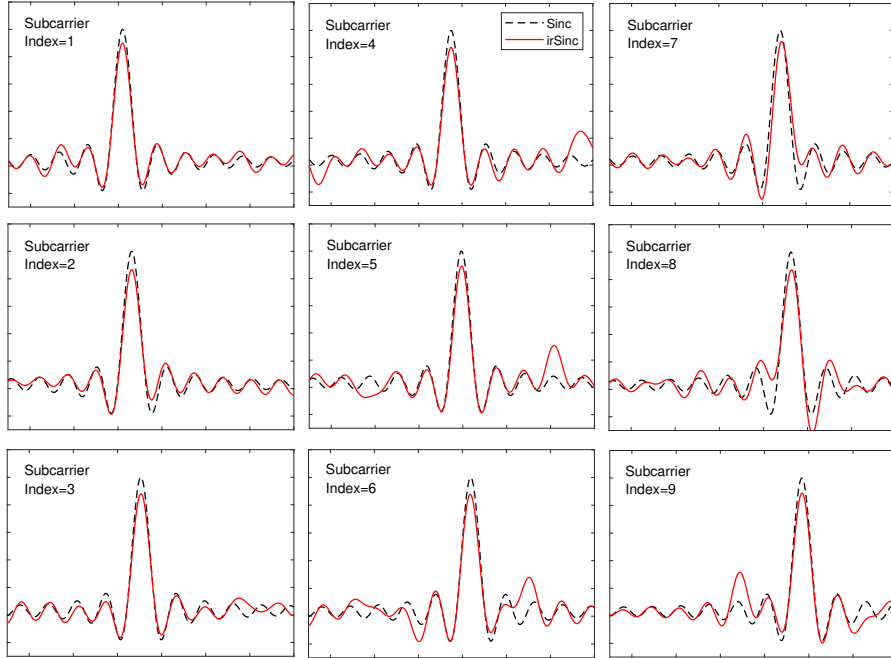 Subcarrier
Index=1
Subcarrier
Index=4
Sinc
irSinc
Subcarrier
Index=7
Subcarrier
Index=2
Subcarrier
Index=5
Subcarrier
Index=8
Subcarrier
Index=3
Subcarrier
Index=6
Subcarrier
Index=9